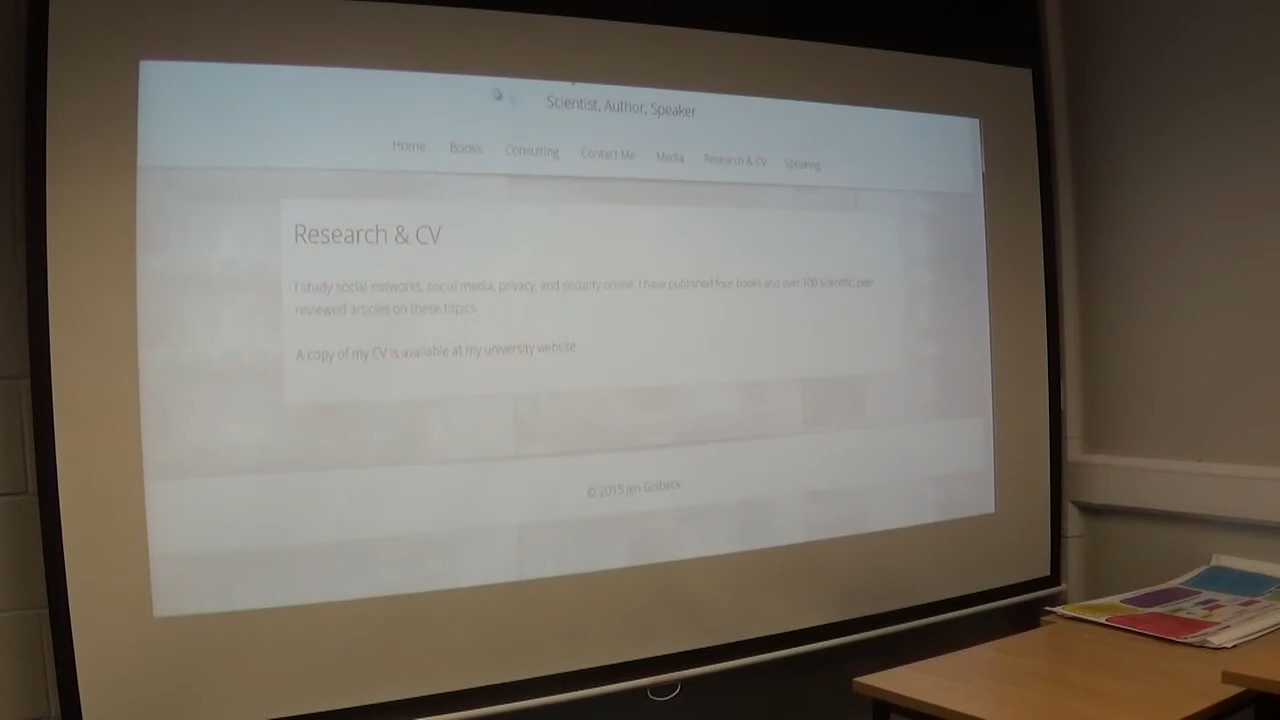 Scientist, Author, Speaker
Home Books Consulting Contact Me Media Research & CV Speaking
Research & CV
I study social networks, social media, privacy, and security online. I have published four books and over 100 scientific, peer-
reviewed articles on these topics.
A copy of my CV is available at my university website
© 2015 Jen Golbeck